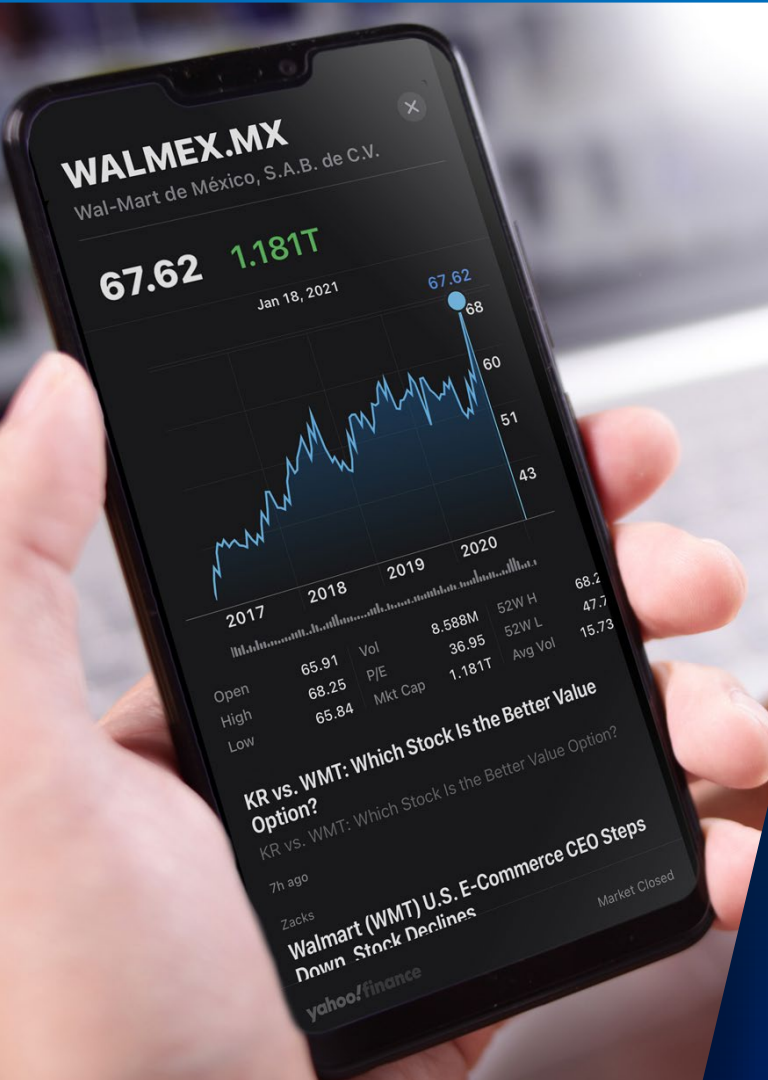 WALMEX.MX
Wal-Mart de México, S.A.B. de C.V.
67.62 1.181T
Jan 18, 2021
67.62
68
60
51
43
2017 2018 2019 2020
Open 65.91 Vol 8.588M 52W H 68.2
High 68.25 P/E 36.95 52W L 47.7
Low 65.84 Mkt Cap 1.181T Avg Vol 15.73
KR vs. WMT: Which Stock Is the Better Value
Option?
KR vs. WMT: Which Stock Is the Better Value Option?
7h ago
Zacks
Walmart (WMT) U.S. E-Commerce CEO Steps
Down, Stock Declines
yahoo!finance Market Closed